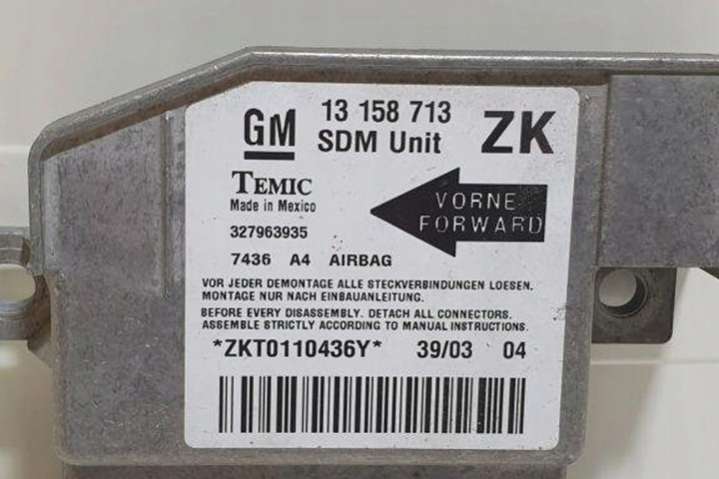 GM 13 158 713 ZK
SDM Unit
TEMIC
Made in Mexico
VORNE
FORWARD
327963935
7436 A4 AIRBAG
VOR JEDER DEMONTAGE ALLE STECKVERBINDUNGEN LOESEN.
MONTAGE NUR NACH EINBAUANLEITUNG.
BEFORE EVERY DISASSEMBLY. DETACH ALL CONNECTORS.
ASSEMBLE STRICTLY ACCORDING TO MANUAL INSTRUCTIONS.
*ZKT0110436Y* 39/03 04